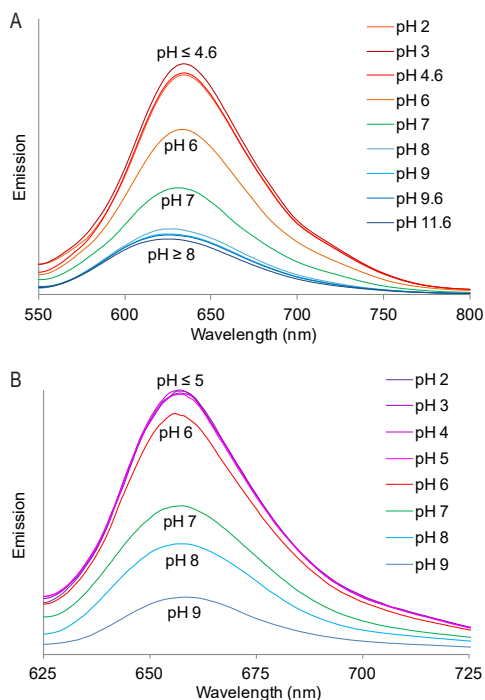 A
pH ≤ 4.6
pH 6
pH 7
pH ≥ 8
Emission
550 600 650 700 750 800
Wavelength (nm)
pH 2
pH 3
pH 4.6
pH 6
pH 7
pH 8
pH 9
pH 9.6
pH 11.6
B
pH ≤ 5
pH 6
pH 7
pH 8
pH 9
Emission
625 650 675 700 725
Wavelength (nm)
pH 2
pH 3
pH 4
pH 5
pH 6
pH 7
pH 8
pH 9